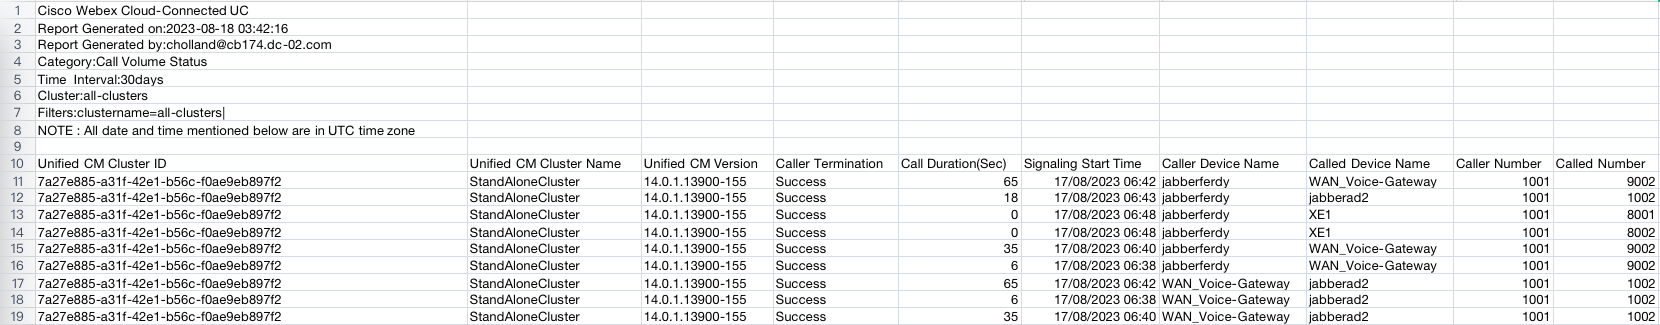 1 Cisco Webex Cloud-Connected UC
2 Report Generated on:2023-08-18 03:42:16
3 Report Generated by:cholland@cb174.dc-02.com
4 Category:Call Volume Status
5 Time Interval:30days
6 Cluster:all-clusters
7 Filters:clustername=all-clusters|
8 NOTE : All date and time mentioned below are in UTC time zone
9
10 Unified CM Cluster ID Unified CM Cluster Name Unified CM Version Caller Termination Call Duration(Sec) Signaling Start Time Caller Device Name Called Device Name Caller Number Called Number
11 7a27e885-a31f-42e1-b56c-f0ae9eb897f2 StandAloneCluster 14.0.1.13900-155 Success 65 17/08/2023 06:42 jabberferdy WAN_Voice-Gateway 1001 9002
12 7a27e885-a31f-42e1-b56c-f0ae9eb897f2 StandAloneCluster 14.0.1.13900-155 Success 18 17/08/2023 06:43 jabberferdy jabberad2 1001 1002
13 7a27e885-a31f-42e1-b56c-f0ae9eb897f2 StandAloneCluster 14.0.1.13900-155 Success 0 17/08/2023 06:48 jabberferdy XE1 1001 8001
14 7a27e885-a31f-42e1-b56c-f0ae9eb897f2 StandAloneCluster 14.0.1.13900-155 Success 0 17/08/2023 06:48 jabberferdy XE1 1001 8002
15 7a27e885-a31f-42e1-b56c-f0ae9eb897f2 StandAloneCluster 14.0.1.13900-155 Success 35 17/08/2023 06:40 jabberferdy WAN_Voice-Gateway 1001 9002
16 7a27e885-a31f-42e1-b56c-f0ae9eb897f2 StandAloneCluster 14.0.1.13900-155 Success 6 17/08/2023 06:38 jabberferdy WAN_Voice-Gateway 1001 9002
17 7a27e885-a31f-42e1-b56c-f0ae9eb897f2 StandAloneCluster 14.0.1.13900-155 Success 65 17/08/2023 06:42 WAN_Voice-Gateway jabberad2 1001 1002
18 7a27e885-a31f-42e1-b56c-f0ae9eb897f2 StandAloneCluster 14.0.1.13900-155 Success 6 17/08/2023 06:38 WAN_Voice-Gateway jabberad2 1001 1002
19 7a27e885-a31f-42e1-b56c-f0ae9eb897f2 StandAloneCluster 14.0.1.13900-155 Success 35 17/08/2023 06:40 WAN_Voice-Gateway jabberad2 1001 1002